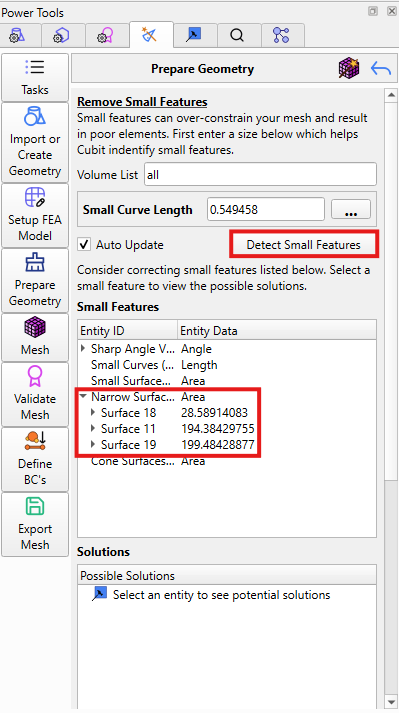 Power Tools
Prepare Geometry
Tasks
Import or
Create
Geometry
Setup FEA
Model
Prepare
Geometry
Mesh
Validate
Mesh
Define
BC's
Export
Mesh
Remove Small Features
Small features can over-constrain your mesh and result
in poor elements. First enter a size below which helps
Cubit indentify small features.
Volume List all
Small Curve Length 0.549458 ...
Auto Update Detect Small Features
Consider correcting small features listed below. Select a
small feature to view the possible solutions.
Small Features
Entity ID Entity Data
Sharp Angle V... Angle
Small Curves (... Length
Small Surface... Area
Narrow Surfac... Area
Surface 18 28.58914083
Surface 11 194.38429755
Surface 19 199.48428877
Cone Surfaces... Area
Solutions
Possible Solutions
Select an entity to see potential solutions